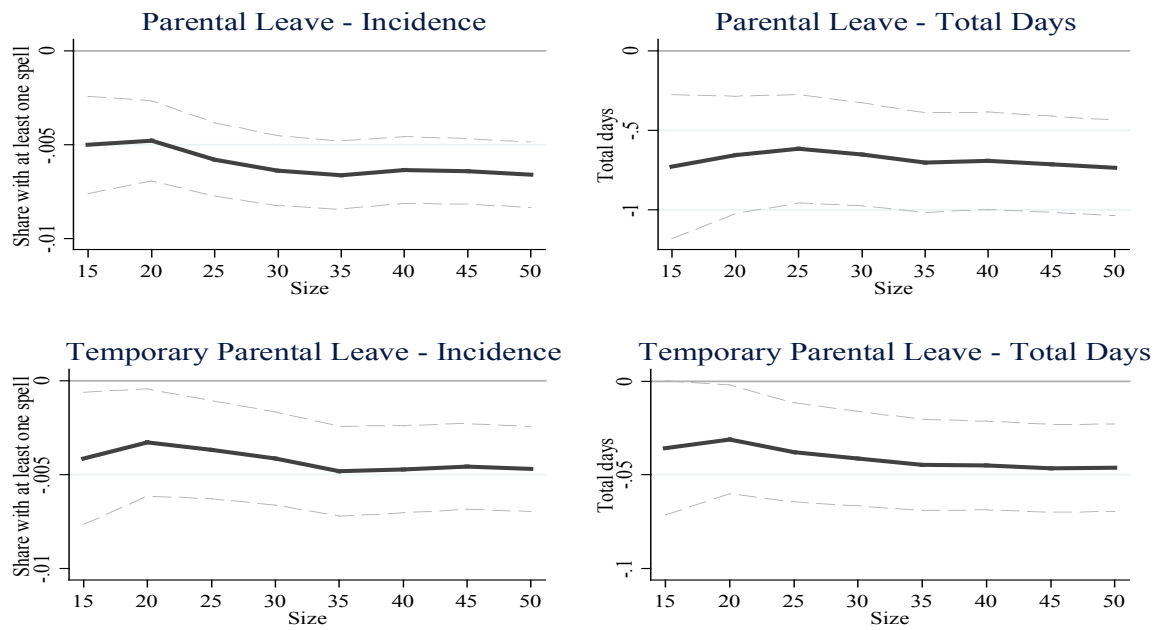 Parental Leave - Incidence
Share with at least one spell
0
-.005
-.01
15 20 25 30 35 40 45 50
Size
Parental Leave - Total Days
Total days
0
-.5
-1
15 20 25 30 35 40 45 50
Size
Temporary Parental Leave - Incidence
Share with at least one spell
0
-.005
-.01
15 20 25 30 35 40 45 50
Size
Temporary Parental Leave - Total Days
Total days
0
-.05
-.1
15 20 25 30 35 40 45 50
Size